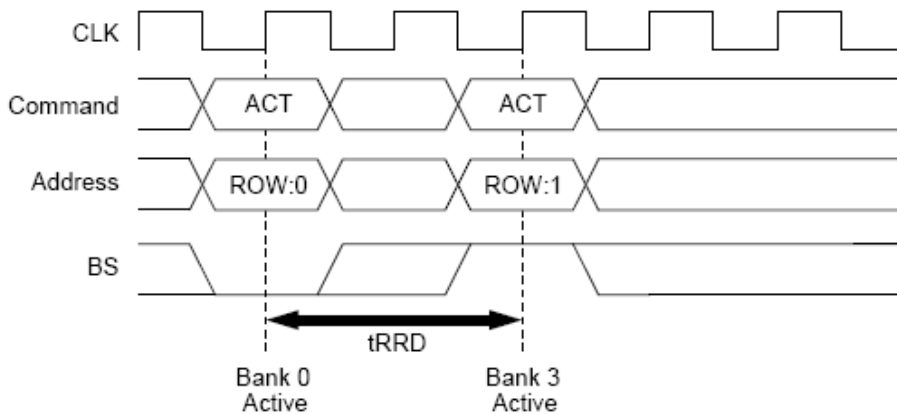 CLK
Command ACT ACT
Address ROW:0 ROW:1
BS
tRRD
Bank 0 Bank 3
Active Active